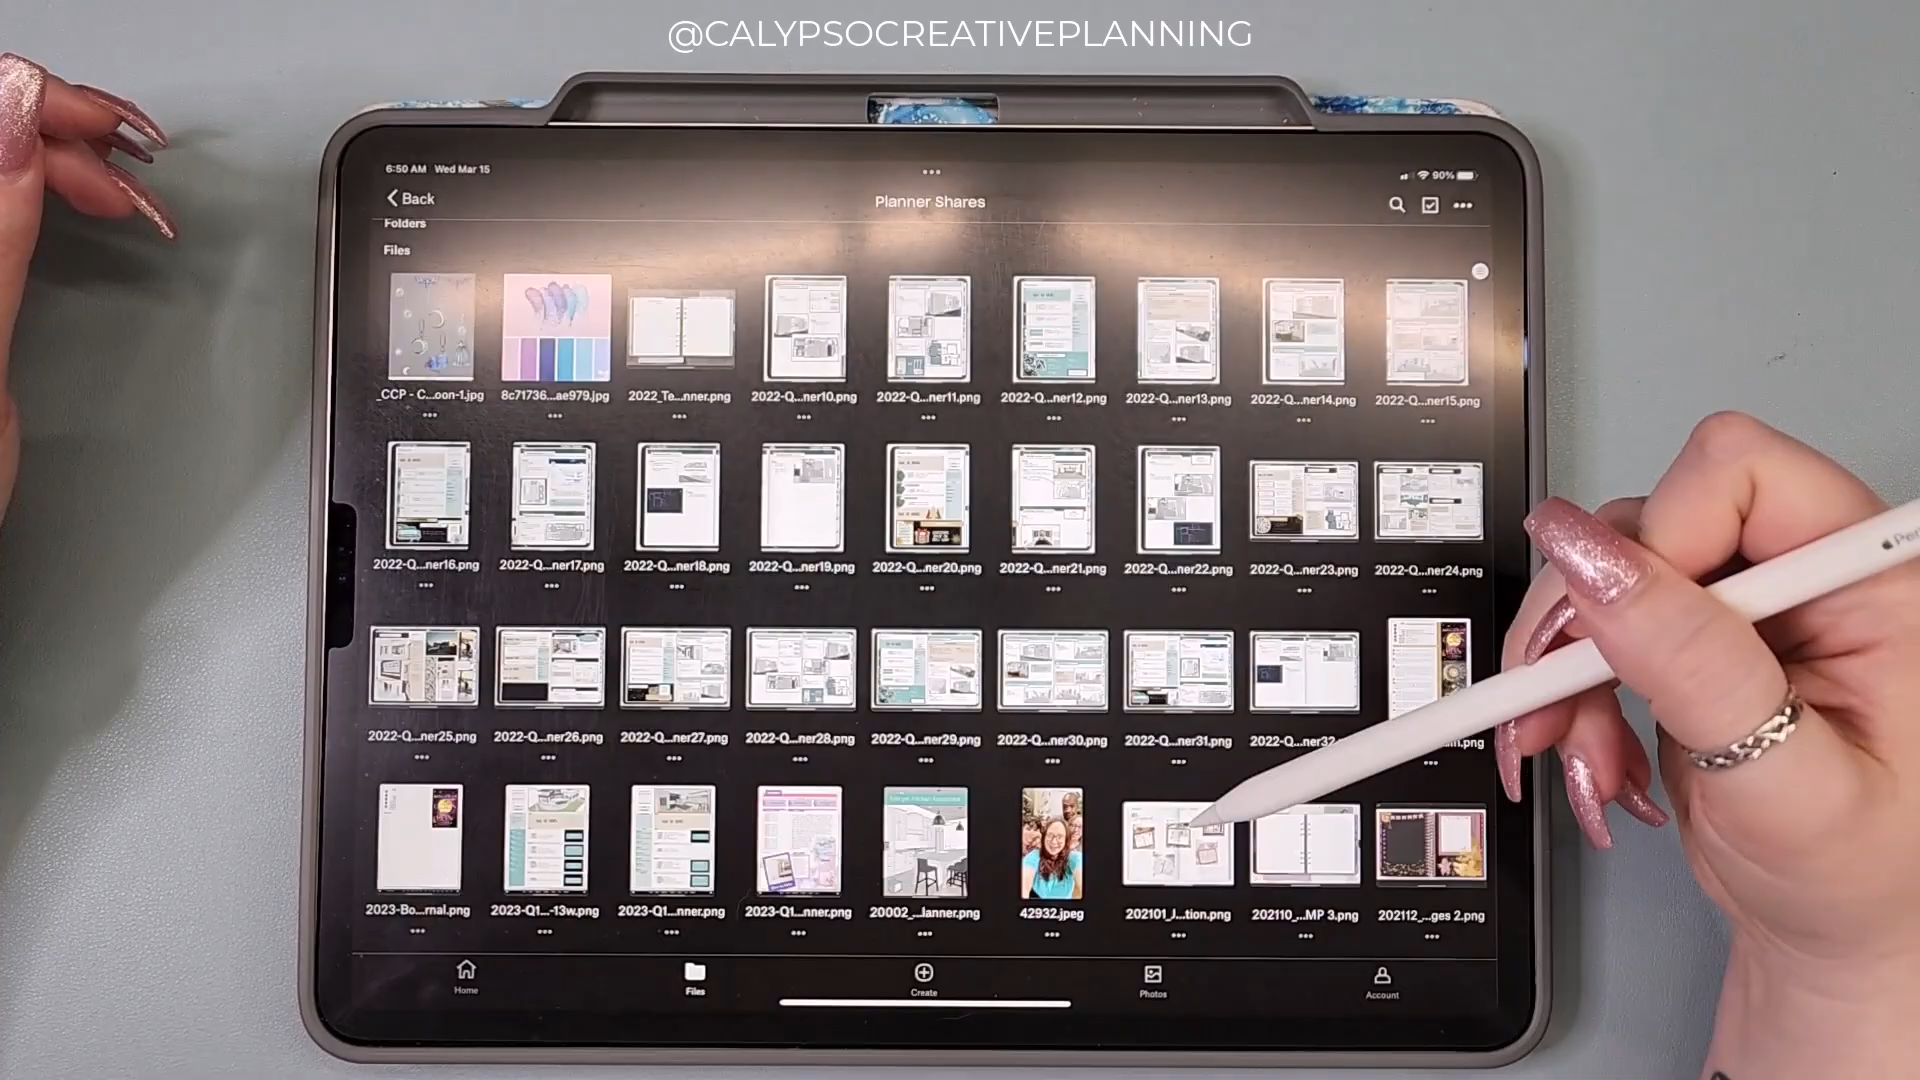 @CALYPSOCREATIVEPLANNING
6:50 AM Wed Mar 15
90%
Back
Planner Shares
Folders
Files
_CCP - C...oon-1.jpg
8c71736...ae979.jpg
2022_Te...nner.png
2022-Q...ner10.png
2022-Q...ner11.png
2022-Q...ner12.png
2022-Q...ner13.png
2022-Q...ner14.png
2022-Q...ner15.png
2022-Q...ner16.png
2022-Q...ner17.png
2022-Q...ner18.png
2022-Q...ner19.png
2022-Q...ner20.png
2022-Q...ner21.png
2022-Q...ner22.png
2022-Q...ner23.png
2022-Q...ner24.png
2022-Q...ner25.png
2022-Q...ner26.png
2022-Q...ner27.png
2022-Q...ner28.png
2022-Q...ner29.png
2022-Q...ner30.png
2022-Q...ner31.png
2022-Q...ner32
.png
2023-Bo...rnal.png
2023-Q1...-13w.png
2023-Q1...nner.png
2023-Q1...nner.png
20002_...lanner.png
42932.jpeg
202101_J...tion.png
202110_...MP 3.png
202112_...ges 2.png
Home
Files
Create
Photos
Account